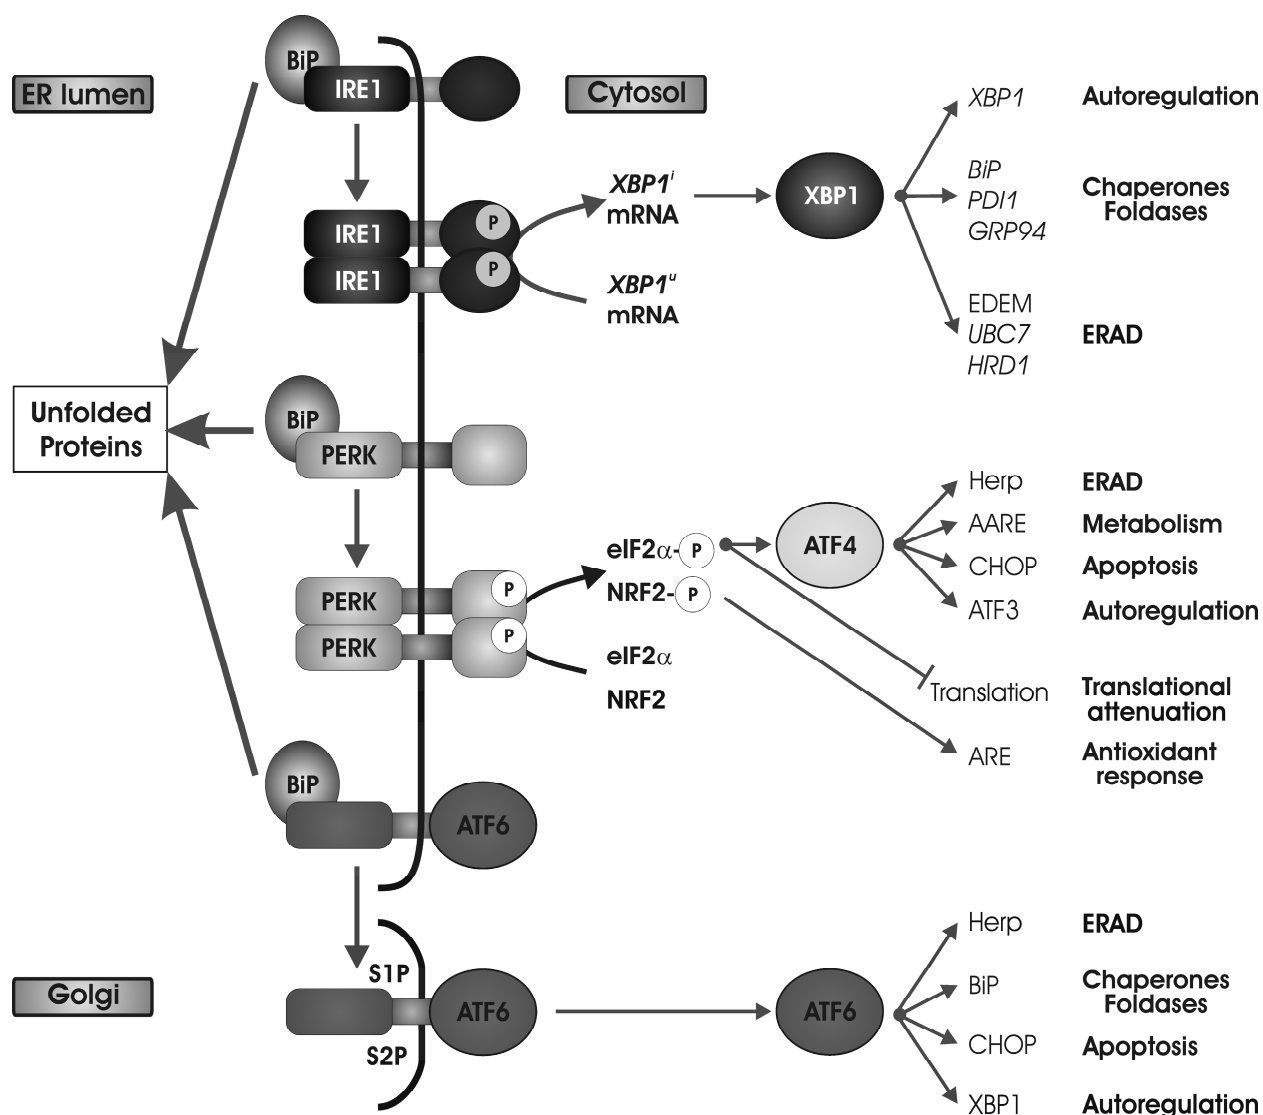 BiP
IRE1
ER lumen
Cytosol
XBP1 Autoregulation
IRE1
P
IRE1
P
XBP1ⁱ
mRNA
XBP1ᵘ
mRNA
XBP1
BiP
PDI1
GRP94
Chaperones
Foldases
EDEM
UBC7
HRD1
ERAD
Unfolded
Proteins
BiP
PERK
PERK
P
PERK
P
eIF2α-P
NRF2-P
eIF2α
NRF2
ATF4
Herp ERAD
AARE Metabolism
CHOP Apoptosis
ATF3 Autoregulation
Translation
Translational
attenuation
ARE
Antioxidant
response
BiP
ATF6
Golgi
S1P
ATF6
S2P
ATF6
Herp ERAD
BiP
Chaperones
Foldases
CHOP Apoptosis
XBP1 Autoregulation